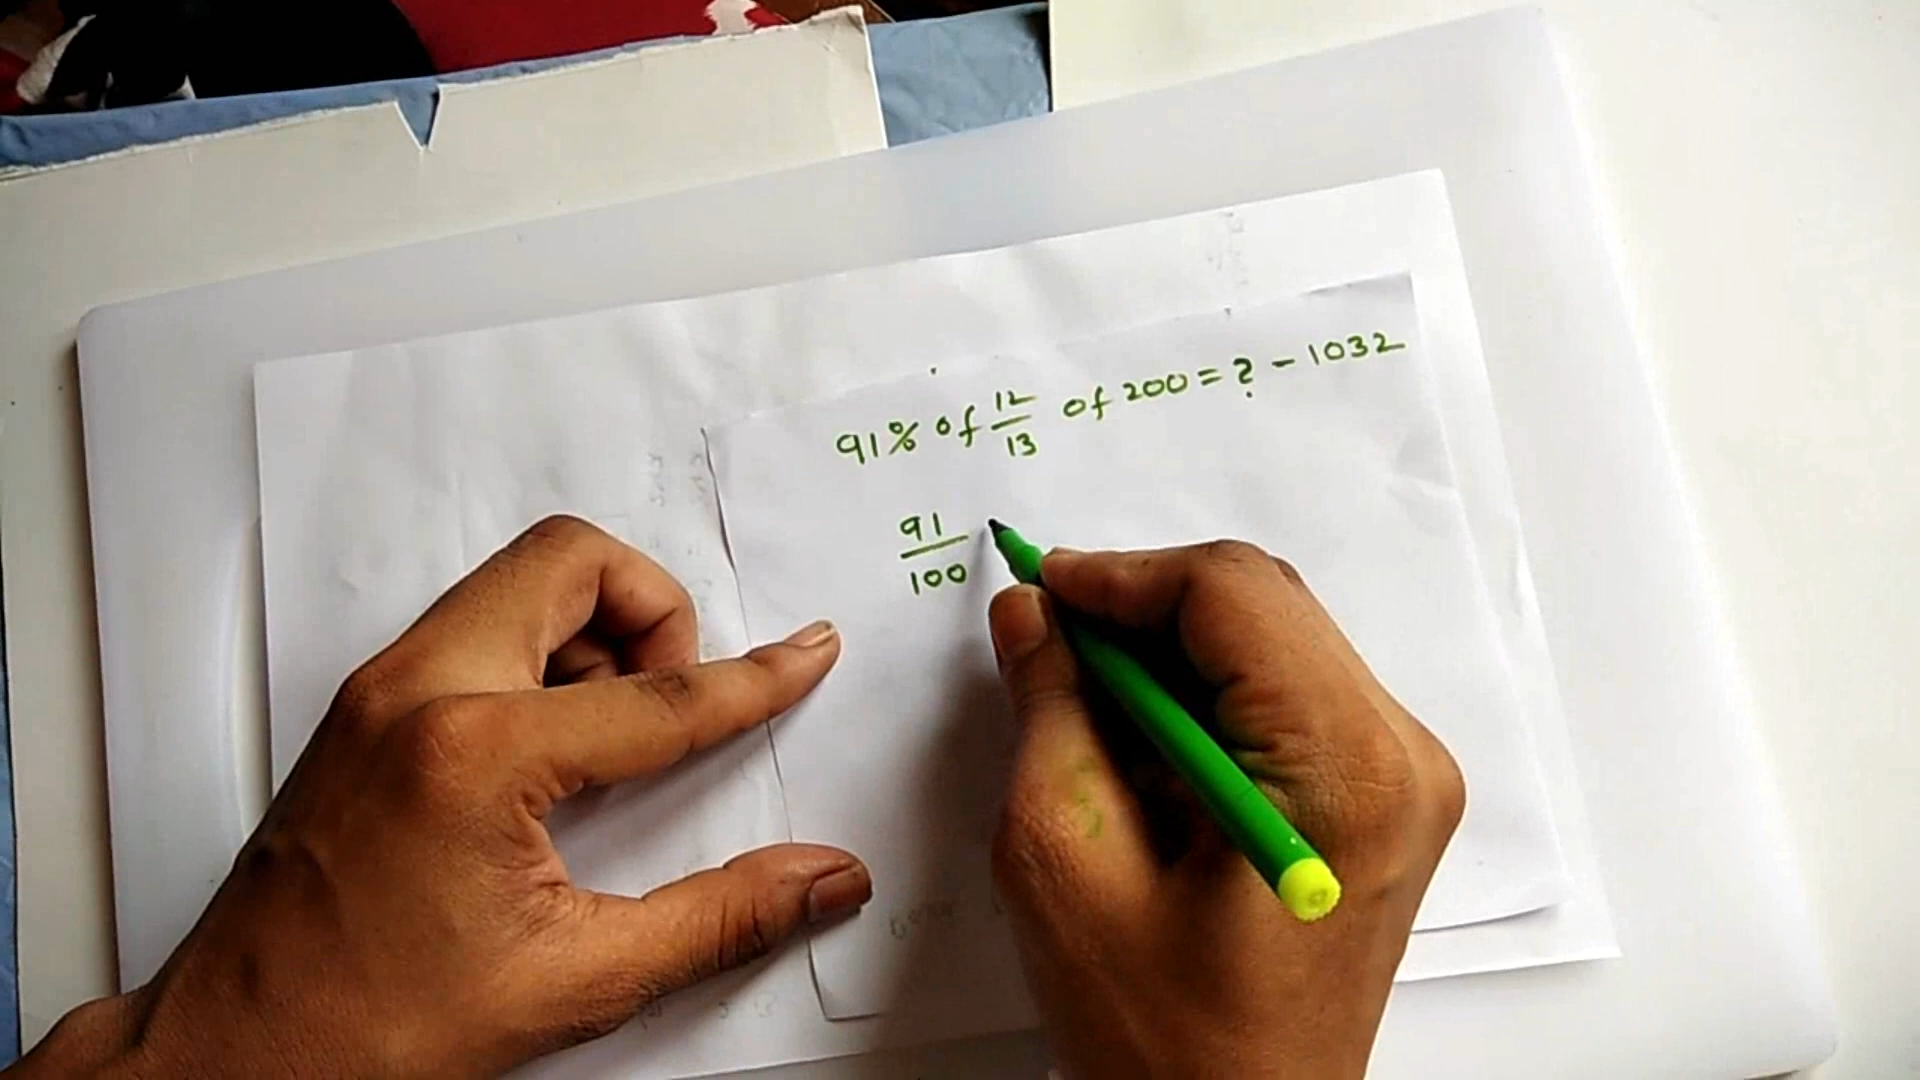 91% of 12/13 of 200 = ? - 1032
91/100